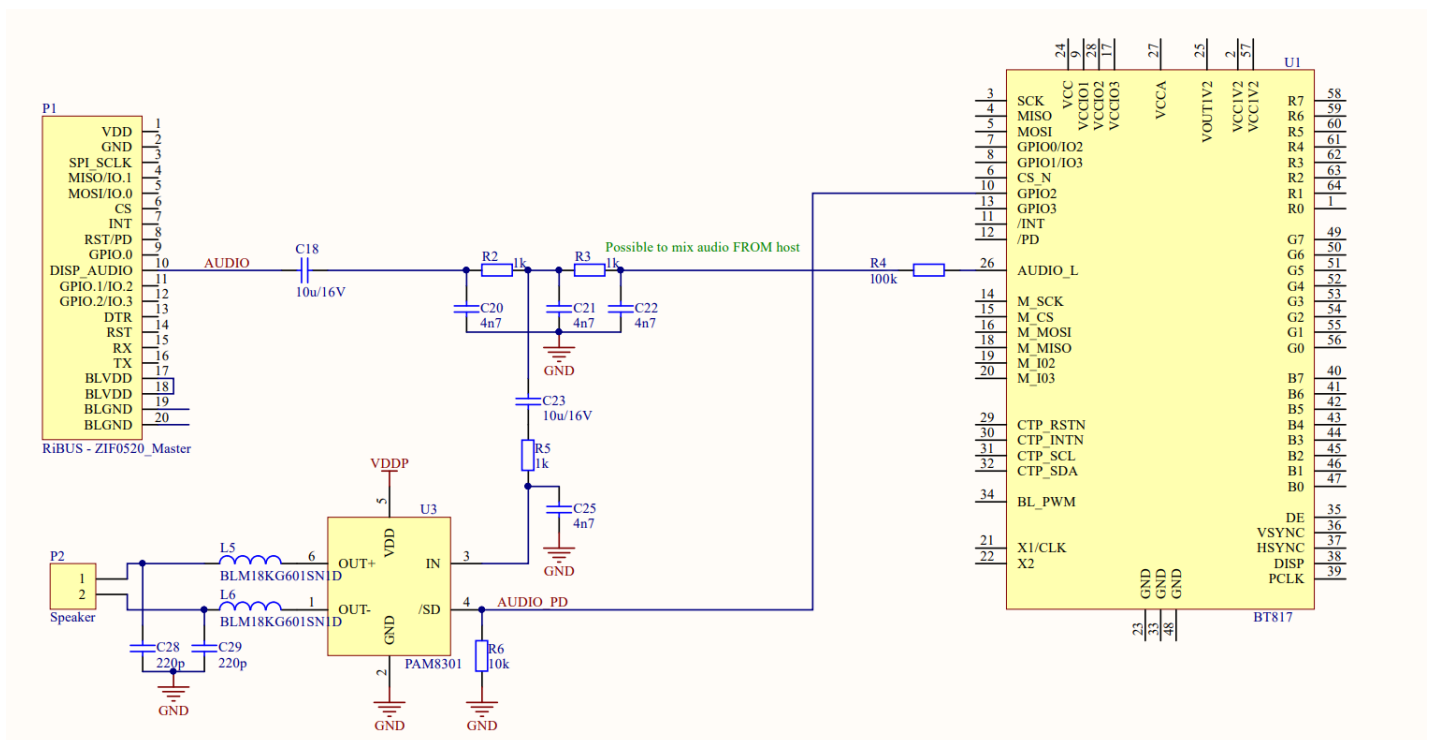 P1
VDD 1
GND 2
SPI_SCLK 3
MISO/IO.1 4
MOSI/IO.0 5
CS 6
INT 7
RST/PD 8
GPIO.0 9
DISP_AUDIO 10
GPIO.1/IO.2 11
GPIO.2/IO.3 12
DTR 13
RST 14
RX 15
TX 16
BLVDD 17
BLVDD 18
BLGND 19
BLGND 20
RiBUS - ZIF0520_Master
AUDIO
C18
10u/16V
R2
1k
R3
1k
Possible to mix audio FROM host
R4
100k
C20
4n7
C21
4n7
C22
4n7
GND
C23
10u/16V
R5
1k
C25
4n7
GND
VDDP
U3
5
VDD
6 OUT+
1 OUT-
IN 3
/SD 4
GND
2
PAM8301
GND
AUDIO_PD
R6
10k
GND
P2
1
2
Speaker
L5
BLM18KG601SN1D
L6
BLM18KG601SN1D
C28
220p
C29
220p
GND
U1
24 VCC
9 VCCIO1
28 VCCIO2
17 VCCIO3
27 VCCA
25 VOUT1V2
2 VCC1V2
57 VCC1V2
3 SCK
4 MISO
5 MOSI
7 GPIO0/IO2
8 GPIO1/IO3
6 CS_N
10 GPIO2
13 GPIO3
11 /INT
12 /PD
26 AUDIO_L
14 M_SCK
15 M_CS
16 M_MOSI
18 M_MISO
19 M_I02
20 M_I03
29 CTP_RSTN
30 CTP_INTN
31 CTP_SCL
32 CTP_SDA
34 BL_PWM
21 X1/CLK
22 X2
R7 58
R6 59
R5 60
R4 61
R3 62
R2 63
R1 64
R0 1
G7 49
G6 50
G5 51
G4 52
G3 53
G2 54
G1 55
G0 56
B7 40
B6 41
B5 42
B4 43
B3 44
B2 45
B1 46
B0 47
DE 35
VSYNC 36
HSYNC 37
DISP 38
PCLK 39
GND 23
GND 33
GND 48
BT817